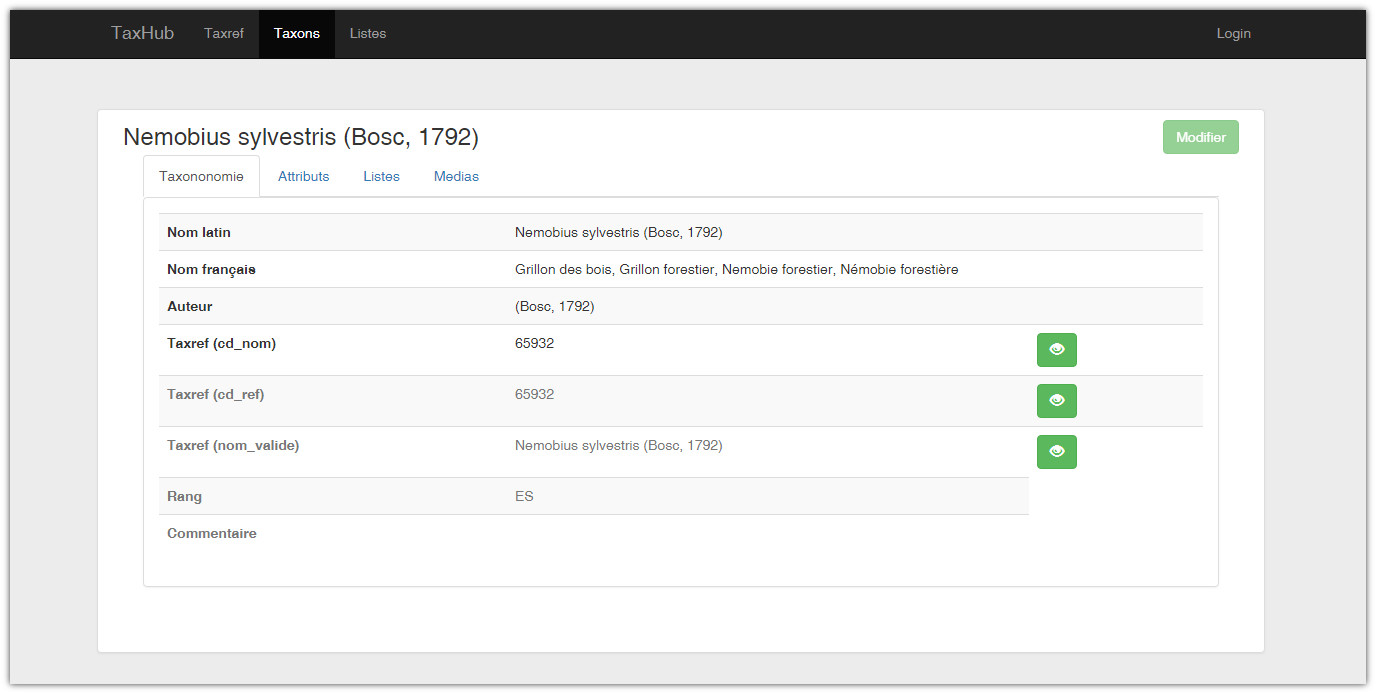 TaxHub Taxref Taxons Listes Login
Nemobius sylvestris (Bosc, 1792) Modifier
Taxononomie Attributs Listes Medias
Nom latin Nemobius sylvestris (Bosc, 1792)
Nom français Grillon des bois, Grillon forestier, Nemobie forestier, Némobie forestière
Auteur (Bosc, 1792)
Taxref (cd_nom) 65932
Taxref (cd_ref) 65932
Taxref (nom_valide) Nemobius sylvestris (Bosc, 1792)
Rang ES
Commentaire